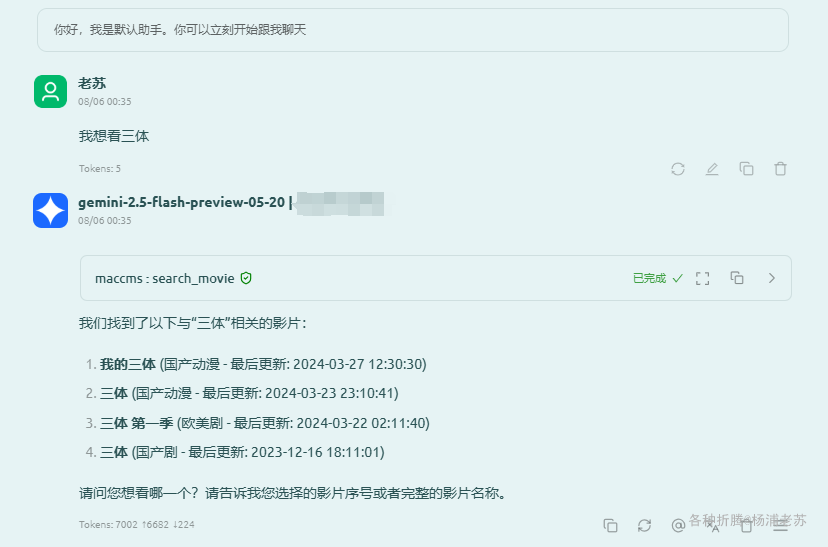 你好，我是默认助手。你可以立刻开始跟我聊天
老苏
08/06 00:35
我想看三体
Tokens: 5
gemini-2.5-flash-preview-05-20 |
08/06 00:35
maccms : search_movie
已完成
我们找到了以下与“三体”相关的影片：
1. 我的三体 (国产动漫 - 最后更新: 2024-03-27 12:30:30)
2. 三体 (国产动漫 - 最后更新: 2024-03-23 23:10:41)
3. 三体 第一季 (欧美剧 - 最后更新: 2024-03-22 02:11:40)
4. 三体 (国产剧 - 最后更新: 2023-12-16 18:11:01)
请问您想看哪一个？请告诉我您选择的影片序号或者完整的影片名称。
Tokens: 7002 ↑6682 ↓224
各种折腾@杨浦老苏